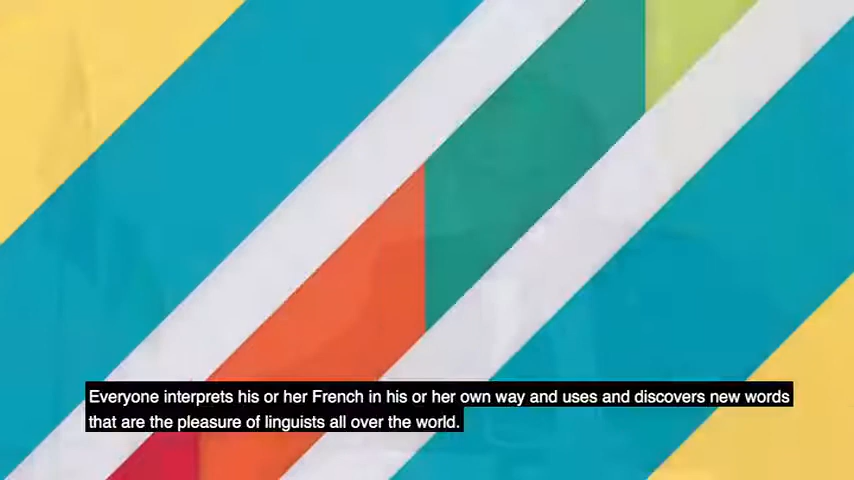 Everyone interprets his or her French in his or her own way and uses and discovers new words
that are the pleasure of linguists all over the world.